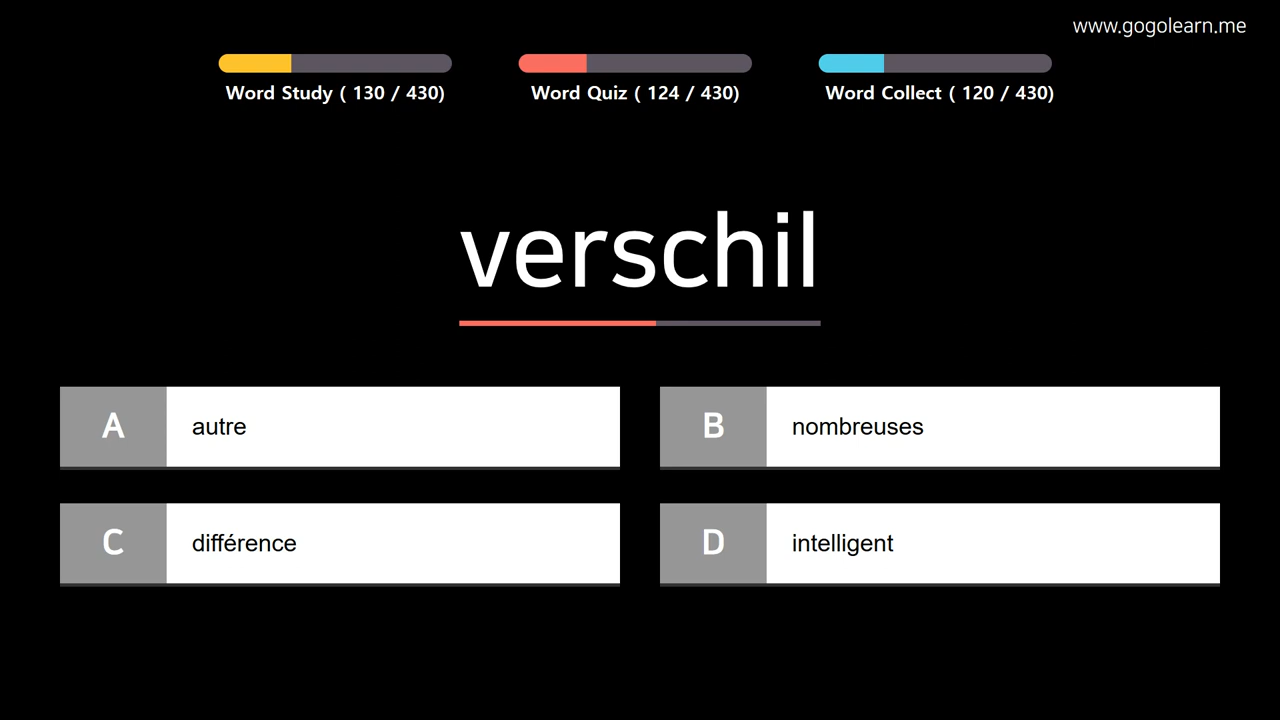 www.gogolearn.me
Word Study ( 130 / 430)
Word Quiz ( 124 / 430)
Word Collect ( 120 / 430)
verschil
A autre
B nombreuses
C différence
D intelligent